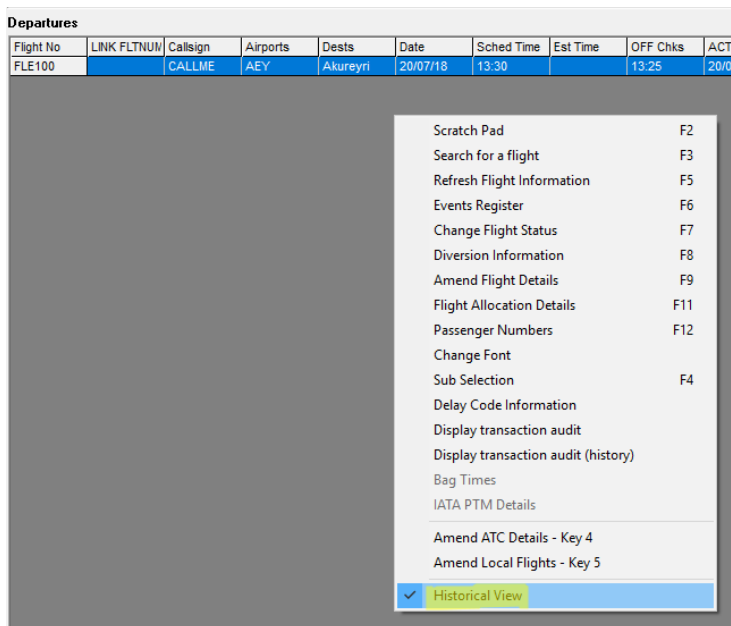 Departures
Flight No LINK FLTNUM Callsign Airports Dests Date Sched Time Est Time OFF Chks ACT
FLE100 CALLME AEY Akureyri 20/07/18 13:30 13:25 20/0
Scratch Pad F2
Search for a flight F3
Refresh Flight Information F5
Events Register F6
Change Flight Status F7
Diversion Information F8
Amend Flight Details F9
Flight Allocation Details F11
Passenger Numbers F12
Change Font
Sub Selection F4
Delay Code Information
Display transaction audit
Display transaction audit (history)
Bag Times
IATA PTM Details
Amend ATC Details - Key 4
Amend Local Flights - Key 5
Historical View